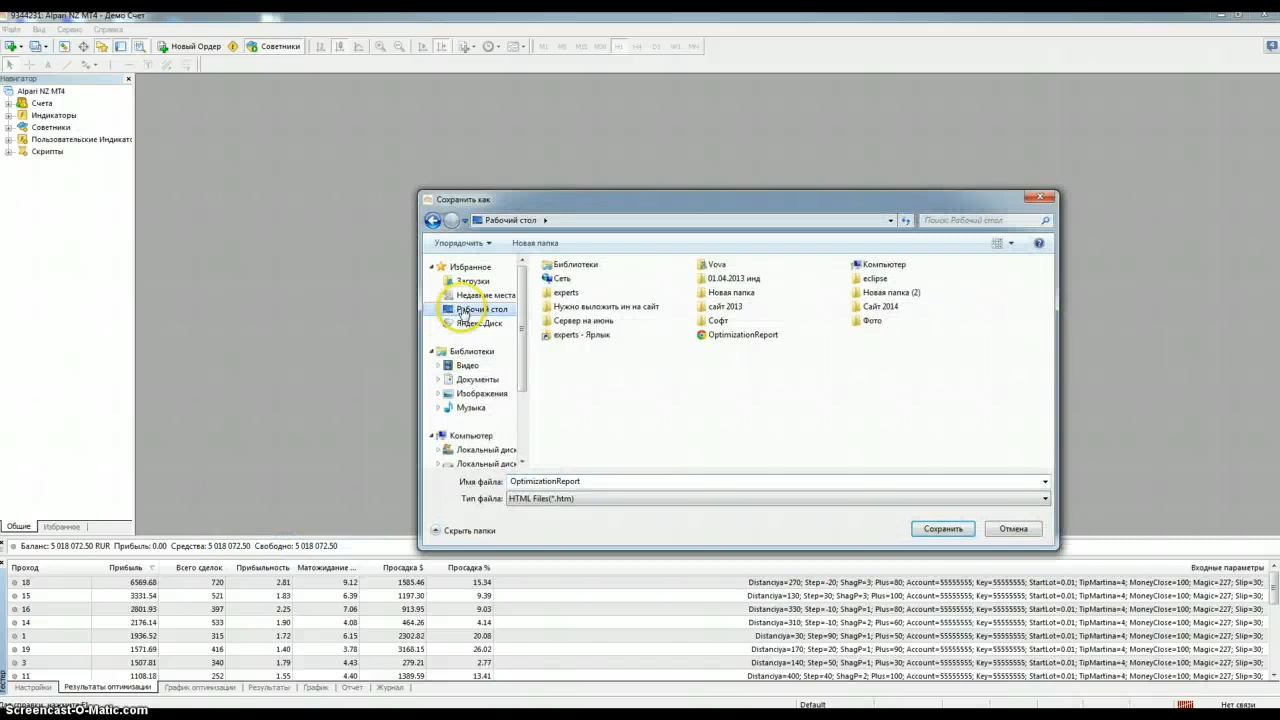 9344231: Alpari NZ MT4 - Демо Счет
Файл Вид Сервис Справка
Новый Ордер Советники M1 M5 M15 M30 H1 H4 D1 W1 MN 4
Навигатор
Alpari NZ MT4
Счета
Индикаторы
Советники
Пользовательские Индикато
Скрипты
Общие Избранное
Сохранить как
Рабочий стол
Поиск: Рабочий стол
Упорядочить Новая папка
Избранное
Загрузки
Недавние места
Рабочий стол
Яндекс.Диск
Библиотеки
Видео
Документы
Изображения
Музыка
Компьютер
Локальный диск
Локальный диск
Библиотеки Vova Компьютер
Сеть 01.04.2013 инд eclipse
experts Новая папка Новая папка (2)
Нужно выложить ин на сайт сайт 2013 Сайт 2014
Сервер на июнь Софт Фото
experts - Ярлык OptimizationReport
Имя файла: OptimizationReport
Тип файла: HTML Files(*.htm)
Скрыть папки Сохранить Отмена
Баланс: 5 018 072.50 RUR Прибыль: 0.00 Средства: 5 018 072.50 Свободно: 5 018 072.50
Проход Прибыль Всего сделок Прибыльность Матожидание ... Просадка $ Просадка % Входные параметры
18 6569.68 720 2.81 9.12 1585.46 15.34 Distanciya=270; Step=-20; ShagP=3; Plus=80; Account=55555555; Key=55555555; StartLot=0.01; TipMartina=4; MoneyClose=100; Magic=227; Slip=30;
15 3331.54 521 1.83 6.39 1197.30 9.39 Distanciya=130; Step=30; ShagP=3; Plus=100; Account=55555555; Key=55555555; StartLot=0.01; TipMartina=4; MoneyClose=100; Magic=227; Slip=30;
16 2801.93 397 2.25 7.06 913.95 9.03 Distanciya=330; Step=-10; ShagP=5; Plus=80; Account=55555555; Key=55555555; StartLot=0.01; TipMartina=4; MoneyClose=100; Magic=227; Slip=30;
14 2176.14 533 1.90 4.08 464.26 4.14 Distanciya=310; Step=-10; ShagP=2; Plus=60; Account=55555555; Key=55555555; StartLot=0.01; TipMartina=4; MoneyClose=100; Magic=227; Slip=30;
1 1936.52 315 1.72 6.15 2302.82 20.08 Distanciya=30; Step=90; ShagP=5; Plus=50; Account=55555555; Key=55555555; StartLot=0.01; TipMartina=4; MoneyClose=100; Magic=227; Slip=30;
19 1571.69 416 1.40 3.78 3168.15 26.02 Distanciya=170; Step=20; ShagP=1; Plus=90; Account=55555555; Key=55555555; StartLot=0.01; TipMartina=4; MoneyClose=100; Magic=227; Slip=30;
3 1507.81 340 1.79 4.43 279.21 2.77 Distanciya=140; Step=50; ShagP=3; Plus=30; Account=55555555; Key=55555555; StartLot=0.01; TipMartina=4; MoneyClose=100; Magic=227; Slip=30;
11 1108.18 252 1.55 4.40 1389.59 13.41 Distanciya=400; Step=40; ShagP=2; Plus=80; Account=55555555; Key=55555555; StartLot=0.01; TipMartina=4; MoneyClose=100; Magic=227; Slip=30;
Тестер
Настройки Результаты оптимизации График оптимизации Результаты График Отчет Журнал
Default Нет связи
Screencast-O-Matic.com